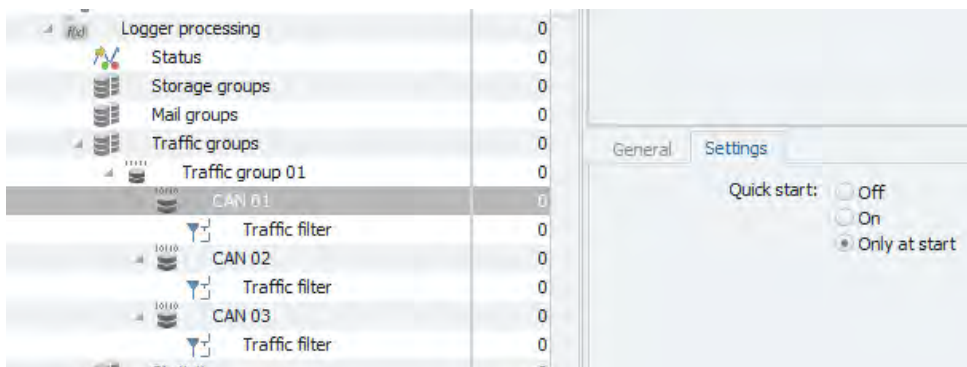 f(x) Logger processing 0
Status 0
Storage groups 0
Mail groups 0
Traffic groups 0
Traffic group 01 0
CAN 01 0
Traffic filter 0
CAN 02 0
Traffic filter 0
CAN 03 0
Traffic filter 0
General Settings
Quick start: Off
On
Only at start